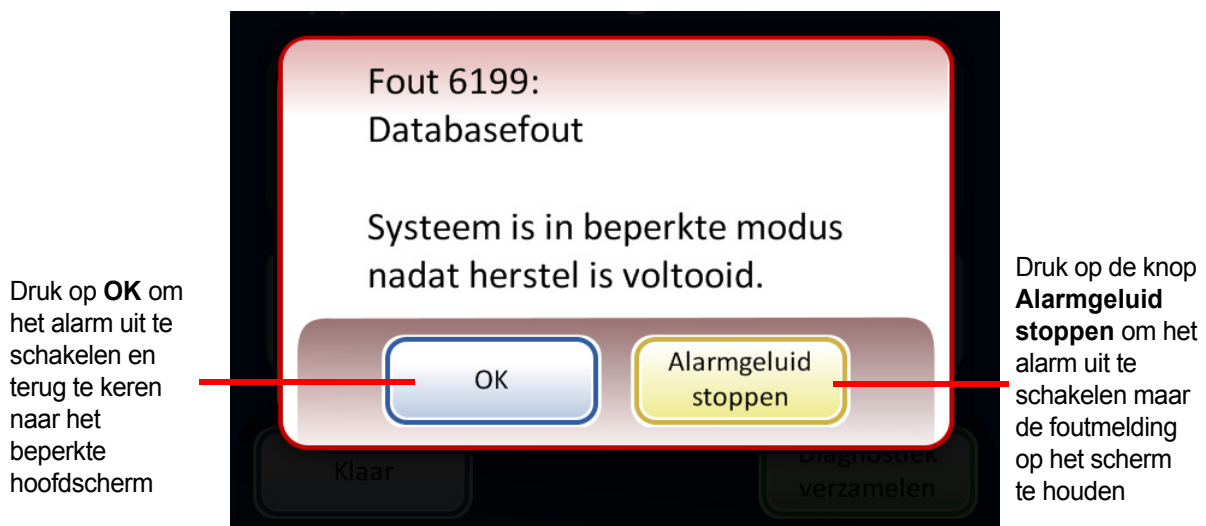 Fout 6199:
Databasefout
Systeem is in beperkte modus
nadat herstel is voltooid.
Druk op OK om
het alarm uit te
schakelen en
terug te keren
naar het
beperkte
hoofdscherm
OK
Alarmgeluid
stoppen
Druk op de knop
Alarmgeluid
stoppen om het
alarm uit te
schakelen maar
de foutmelding
op het scherm
te houden
Klaar
Diagnostiek
verzamelen